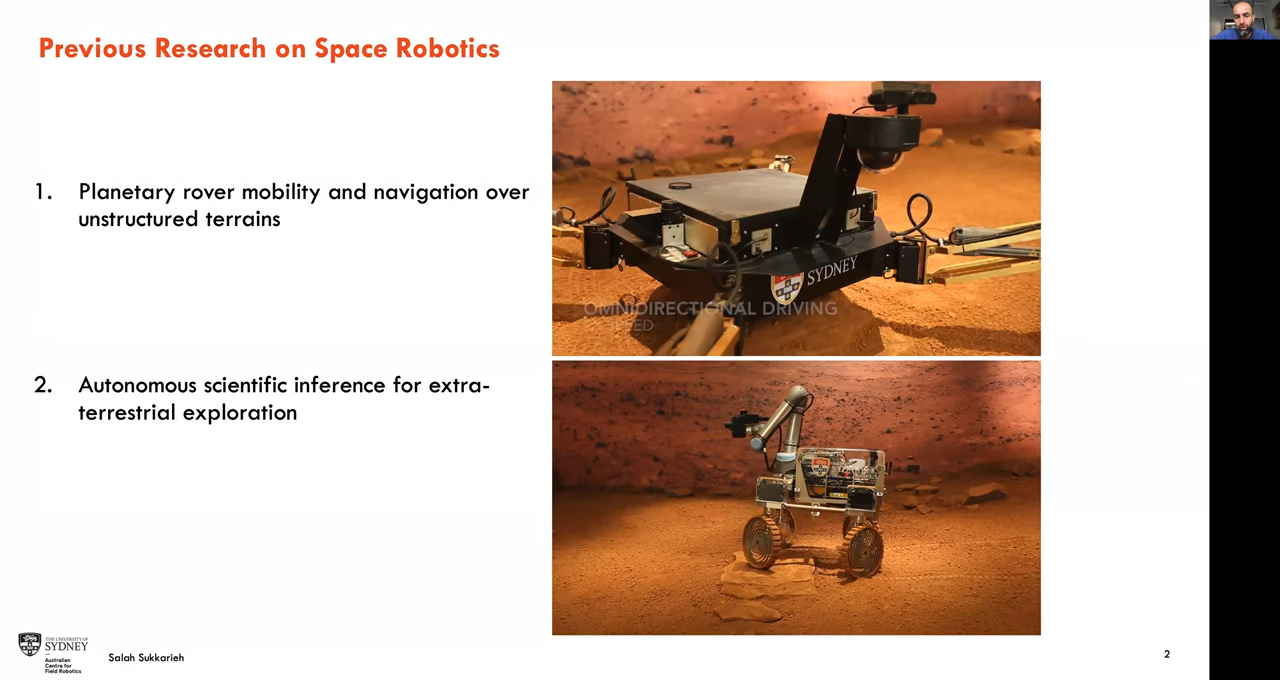 Previous Research on Space Robotics
1. Planetary rover mobility and navigation over
unstructured terrains
SYDNEY
OMNIDIRECTIONAL DRIVING
2. Autonomous scientific inference for extra-
terrestrial exploration
THE UNIVERSITY OF
SYDNEY
Australian
Centre for
Field Robotics
Salah Sukkarieh
2